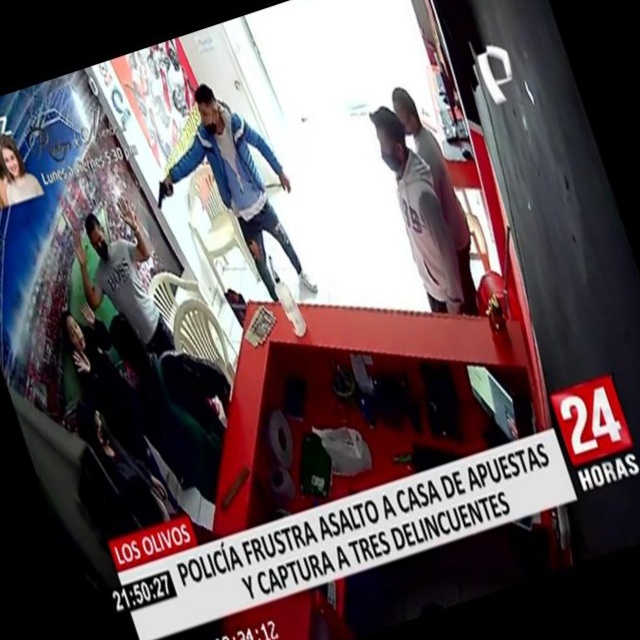 Lunes a Viernes 5:30
LOS OLIVOS
21:50:27
POLICÍA FRUSTRA ASALTO A CASA DE APUESTAS
Y CAPTURA A TRES DELINCUENTES
24
HORAS